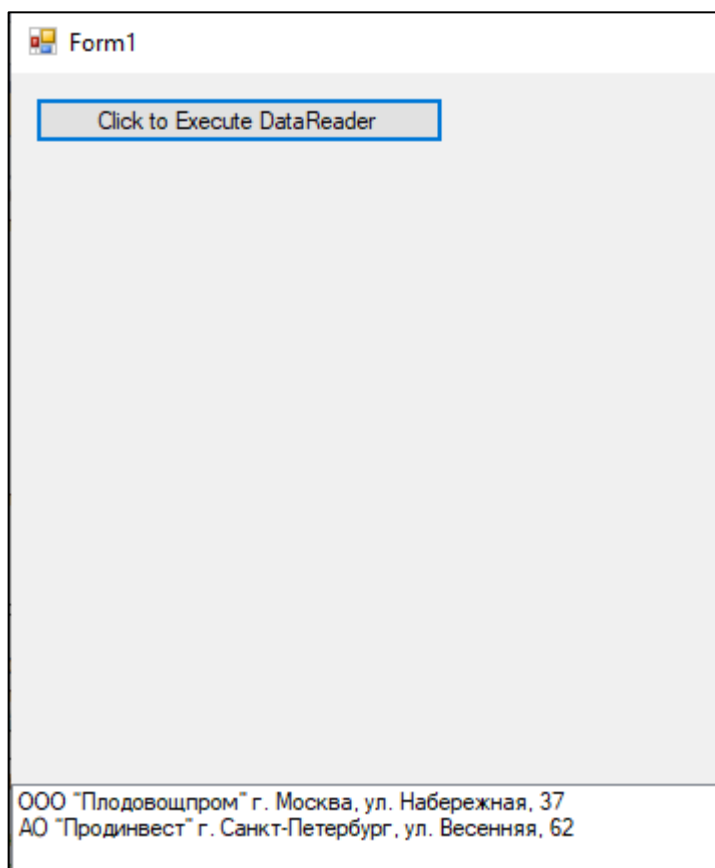 Form1
Click to Execute DataReader
ООО "Плодовощпром" г. Москва, ул. Набережная, 37
АО "Продинвест" г. Санкт-Петербург, ул. Весенняя, 62